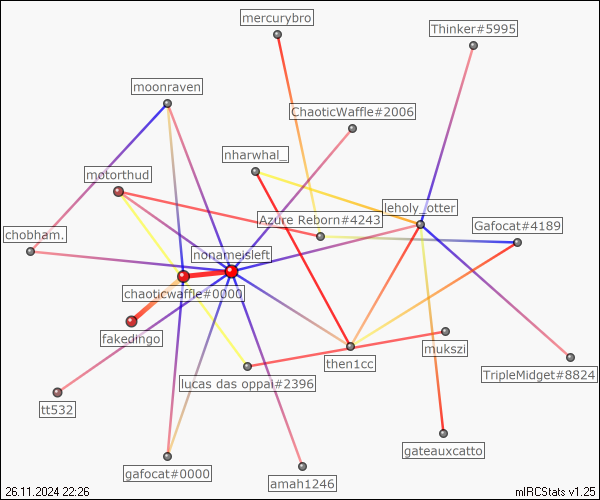 mercurybro
Thinker#5995
moonraven
ChaoticWaffle#2006
nharwhal_
motorthud
leholy_otter
Azure Reborn#4243
Gafocat#4189
chobham.
nonameisleft
chaoticwaffle#0000
fakedingo
mukszi
then1cc
TripleMidget#8824
lucas das oppai#2396
tt532
gateauxcatto
gafocat#0000
amah1246
26.11.2024 22:26
mIRCStats v1.25